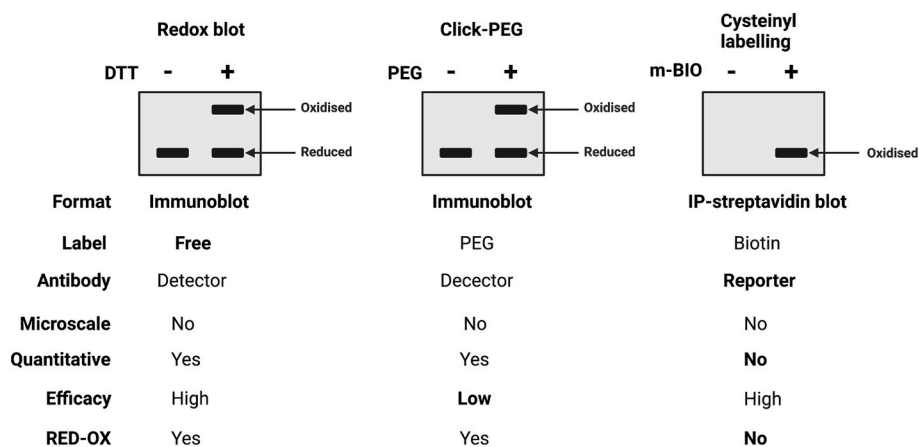 Redox blot
Click-PEG
Cysteinyl
labelling
DTT - +
PEG - +
m-BIO - +
Oxidised
Reduced
Oxidised
Reduced
Oxidised
Format Immunoblot Immunoblot IP-streptavidin blot
Label Free PEG Biotin
Antibody Detector Decector Reporter
Microscale No No No
Quantitative Yes Yes No
Efficacy High Low High
RED-OX Yes Yes No